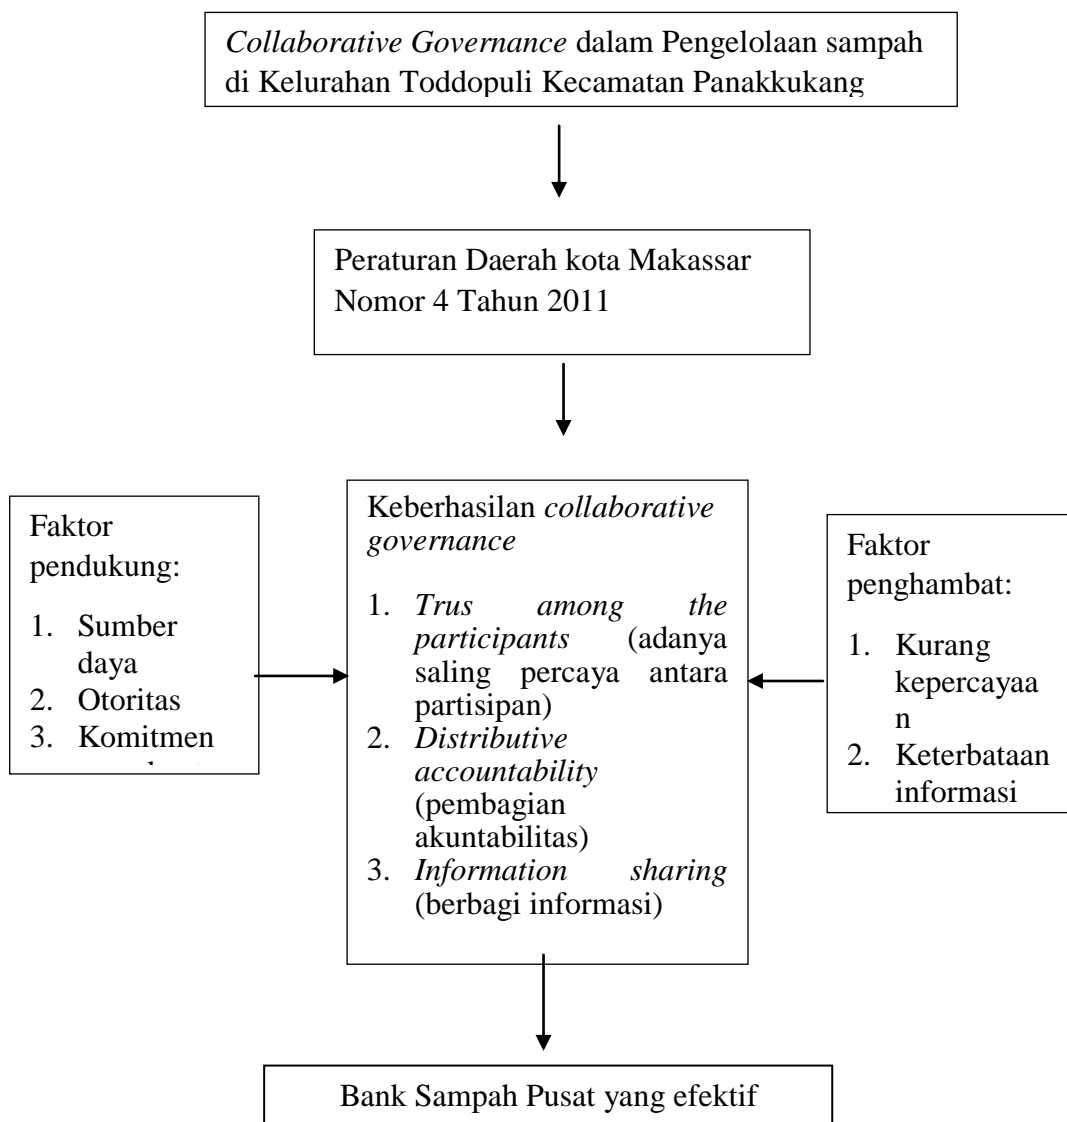 Collaborative Governance dalam Pengelolaan sampah
di Kelurahan Toddopuli Kecamatan Panakkukang
Peraturan Daerah kota Makassar
Nomor 4 Tahun 2011
Faktor
pendukung:
1. Sumber
daya
2. Otoritas
3. Komitmen
Keberhasilan collaborative
governance
1. Trus among the
participants (adanya
saling percaya antara
partisipan)
2. Distributive
accountability
(pembagian
akuntabilitas)
3. Information sharing
(berbagi informasi)
Faktor
penghambat:
1. Kurang
kepercayaa
n
2. Keterbataan
informasi
Bank Sampah Pusat yang efektif